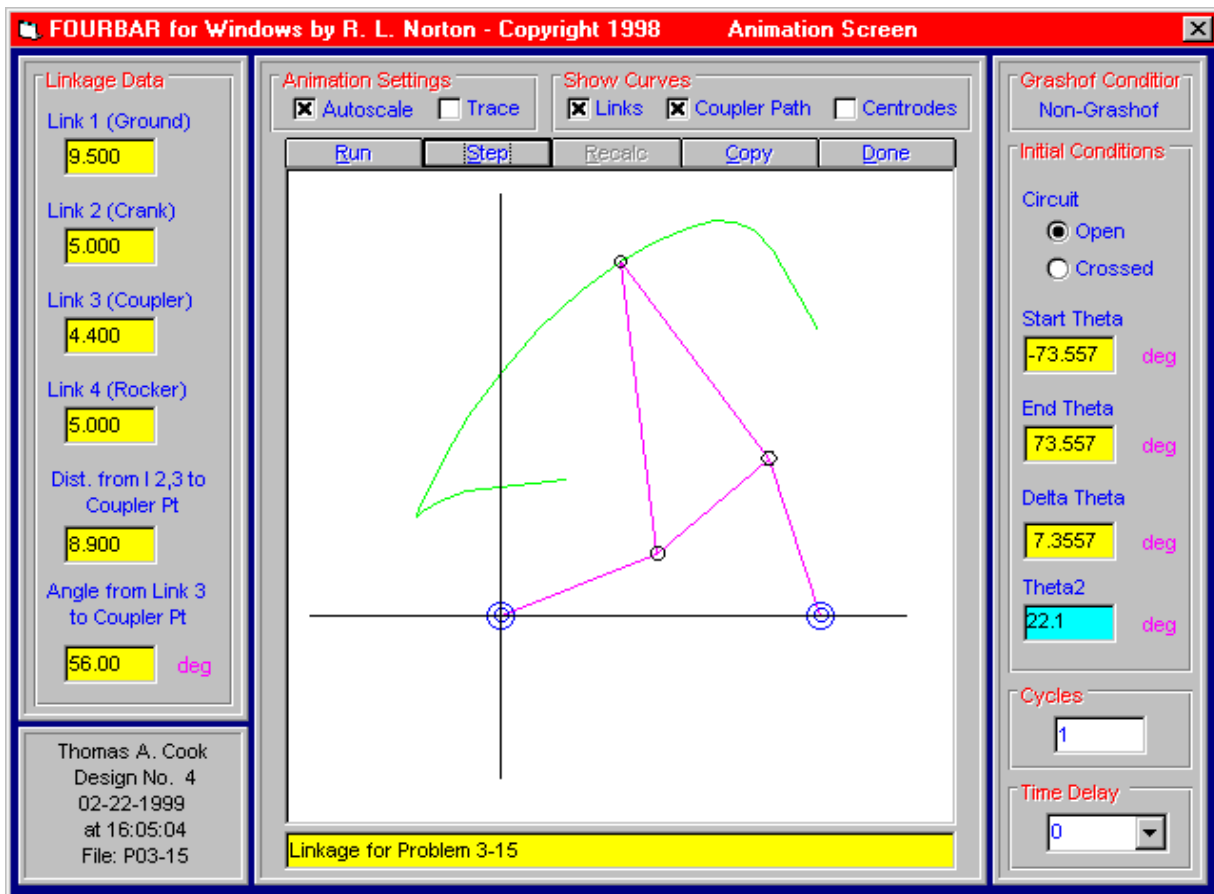 FOURBAR for Windows by R. L. Norton - Copyright 1998 Animation Screen
Linkage Data
Link 1 (Ground)
9.500
Link 2 (Crank)
5.000
Link 3 (Coupler)
4.400
Link 4 (Rocker)
5.000
Dist. from I 2,3 to
Coupler Pt
8.900
Angle from Link 3
to Coupler Pt
56.00 deg
Thomas A. Cook
Design No. 4
02-22-1999
at 16:05:04
File: P03-15
Animation Settings
Autoscale Trace
Show Curves
Links Coupler Path Centrodes
Run Step Recalc Copy Done
Linkage for Problem 3-15
Grashof Condition
Non-Grashof
Initial Conditions
Circuit
Open
Crossed
Start Theta
-73.557 deg
End Theta
73.557 deg
Delta Theta
7.3557 deg
Theta2
22.1 deg
Cycles
1
Time Delay
0